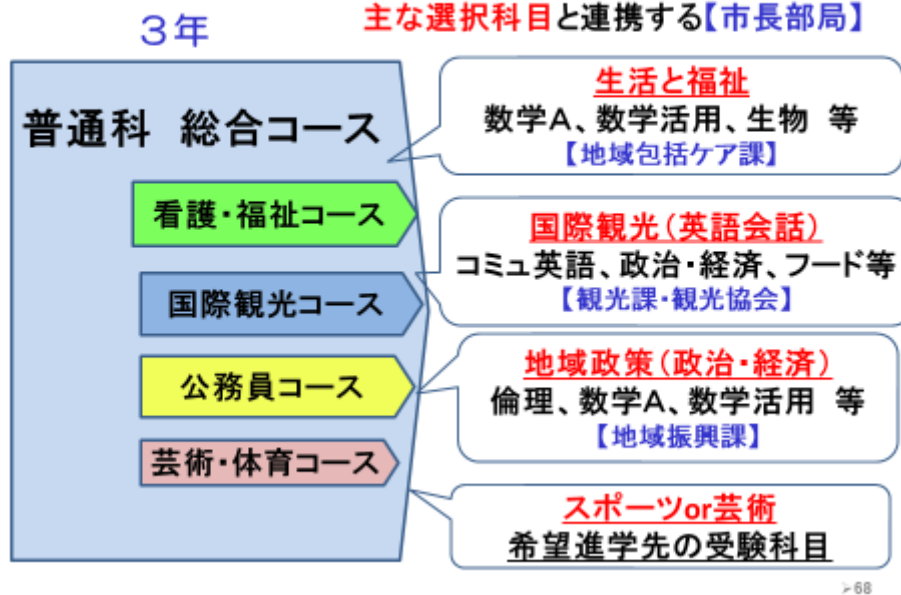 3年
主な選択科目と連携する【市長部局】
普通科 総合コース
看護・福祉コース
国際観光コース
公務員コース
芸術・体育コース
生活と福祉
数学A、数学活用、生物 等
【地域包括ケア課】
国際観光(英語会話)
コミュ英語、政治・経済、フード等
【観光課・観光協会】
地域政策(政治・経済)
倫理、数学A、数学活用 等
【地域振興課】
スポーツor芸術
希望進学先の受験科目
➢68